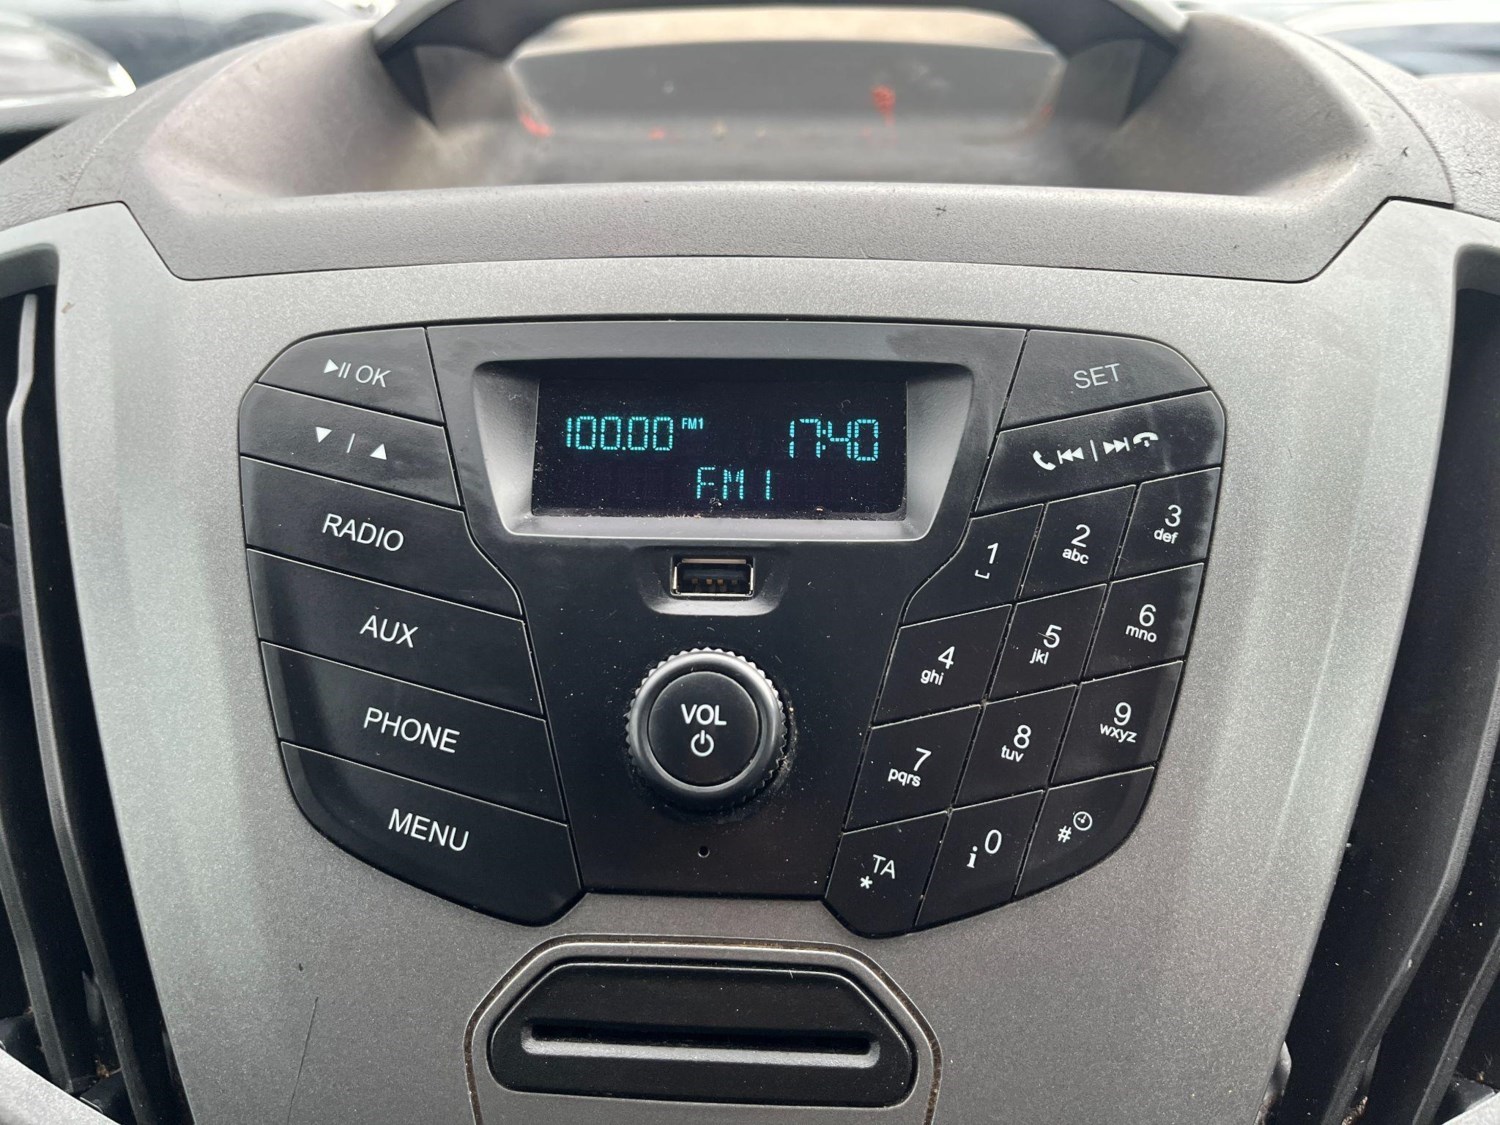 ▶II OK
▼ | ▲
RADIO
AUX
PHONE
MENU
100.00 FM1 17:40
FM1
VOL
SET
1
2 abc
3 def
4 ghi
5 jkl
6 mno
7 pqrs
8 tuv
9 wxyz
* TA
i 0
#